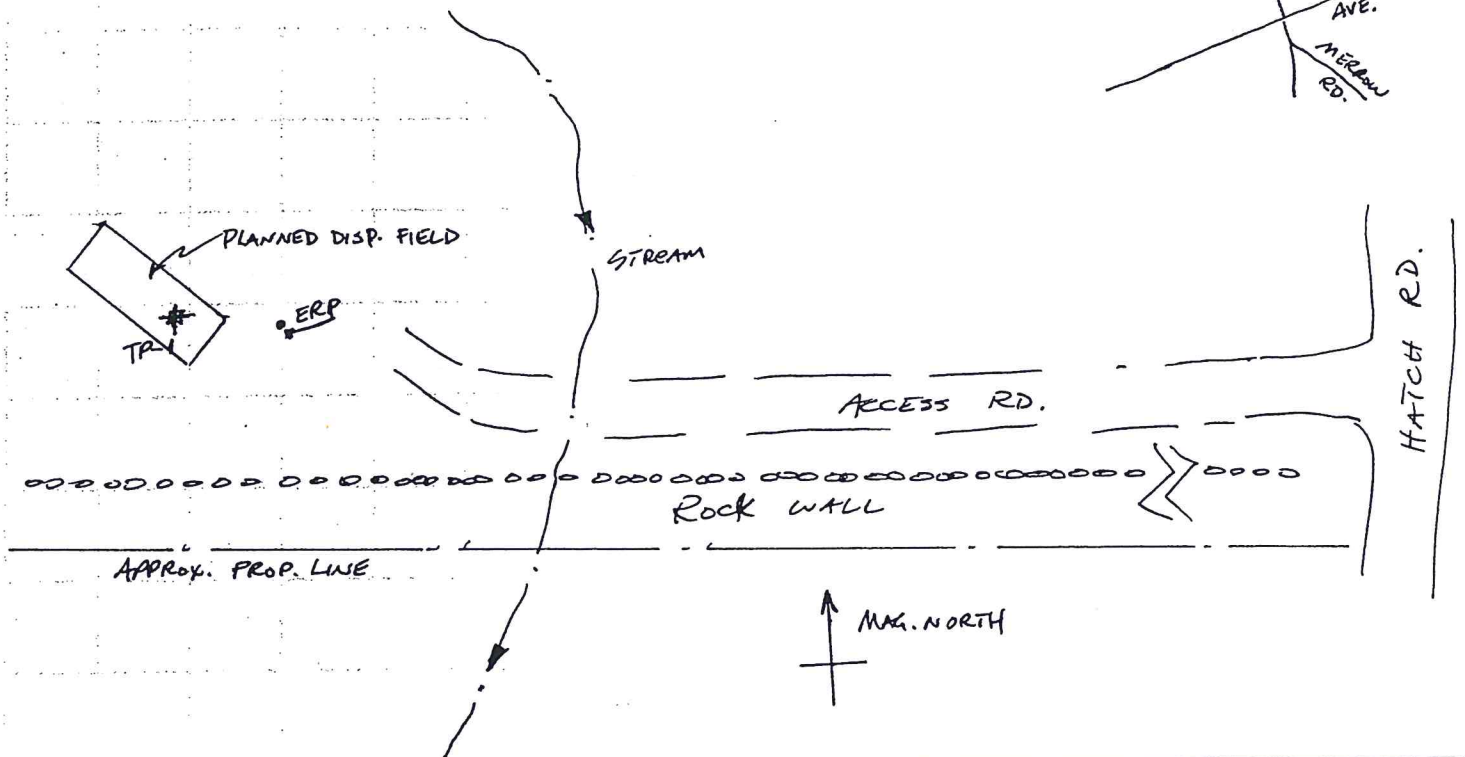 AVE.
MERROW
RD.
PLANNED DISP. FIELD
STREAM
ERP
TP-1
HATCH RD.
ACCESS RD.
ROCK WALL
APPROX. PROP. LINE
MAG. NORTH